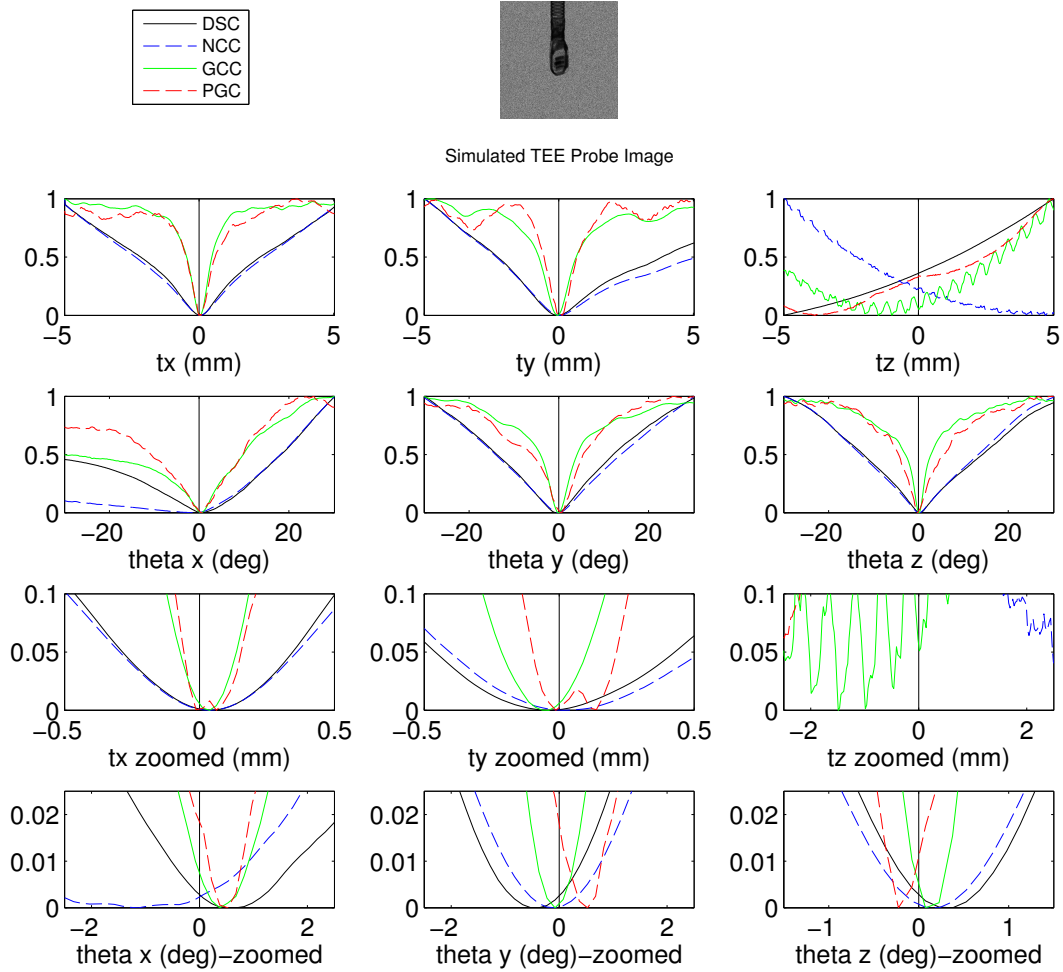 DSC
NCC
GCC
PGC
Simulated TEE Probe Image
1
0.5
0
−5 0 5
tx (mm)
1
0.5
0
−5 0 5
ty (mm)
1
0.5
0
−5 0 5
tz (mm)
1
0.5
0
−20 0 20
theta x (deg)
1
0.5
0
−20 0 20
theta y (deg)
1
0.5
0
−20 0 20
theta z (deg)
0.1
0.05
0
−0.5 0 0.5
tx zoomed (mm)
0.1
0.05
0
−0.5 0 0.5
ty zoomed (mm)
0.1
0.05
0
−2 0 2
tz zoomed (mm)
0.02
0.01
0
−2 0 2
theta x (deg)−zoomed
0.02
0.01
0
−2 0 2
theta y (deg)−zoomed
0.02
0.01
0
−1 0 1
theta z (deg)−zoomed